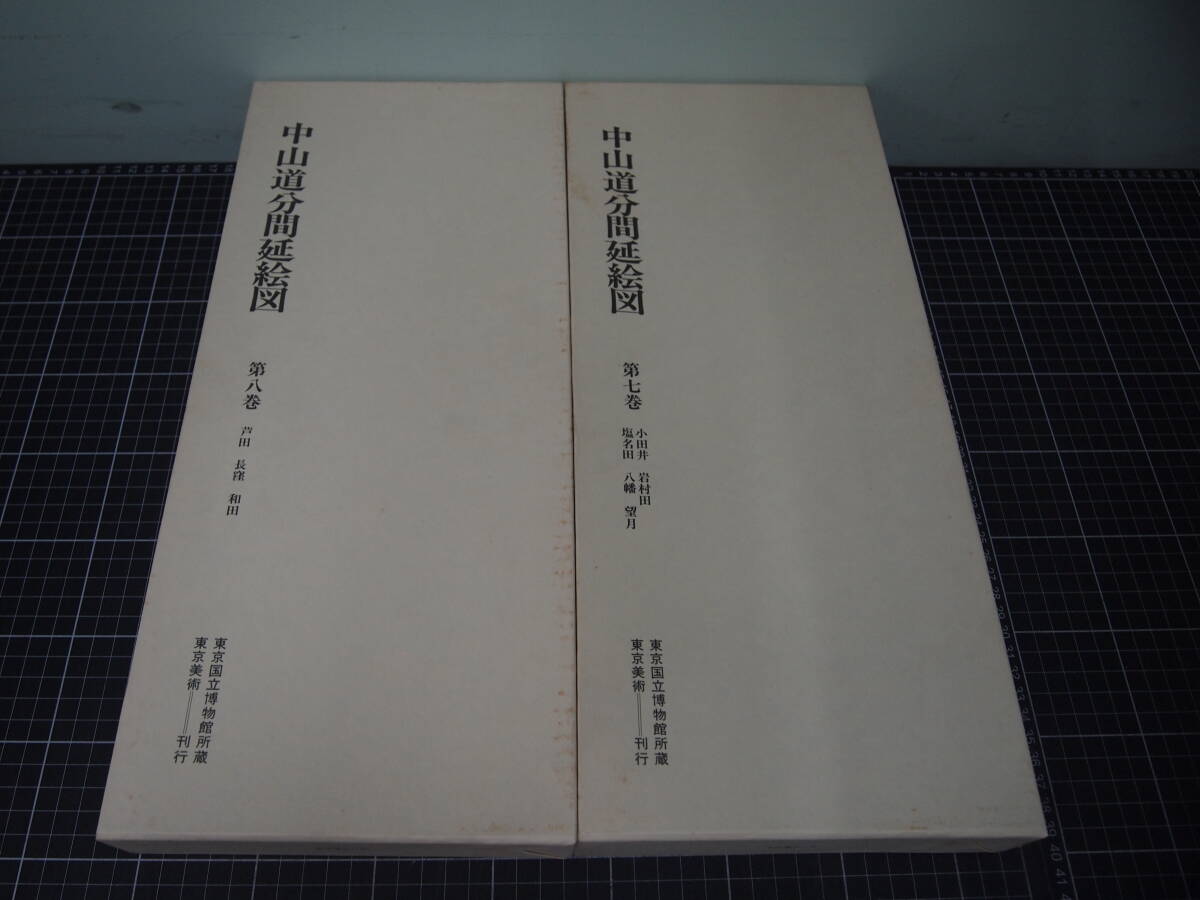 中山道分間延絵図
第七巻
小田井 岩村田
塩名田 八幡 望月
東京国立博物館所蔵
東京美術══刊行
中山道分間延絵図
第八巻
芦田 長窪 和田
東京国立博物館所蔵
東京美術══刊行